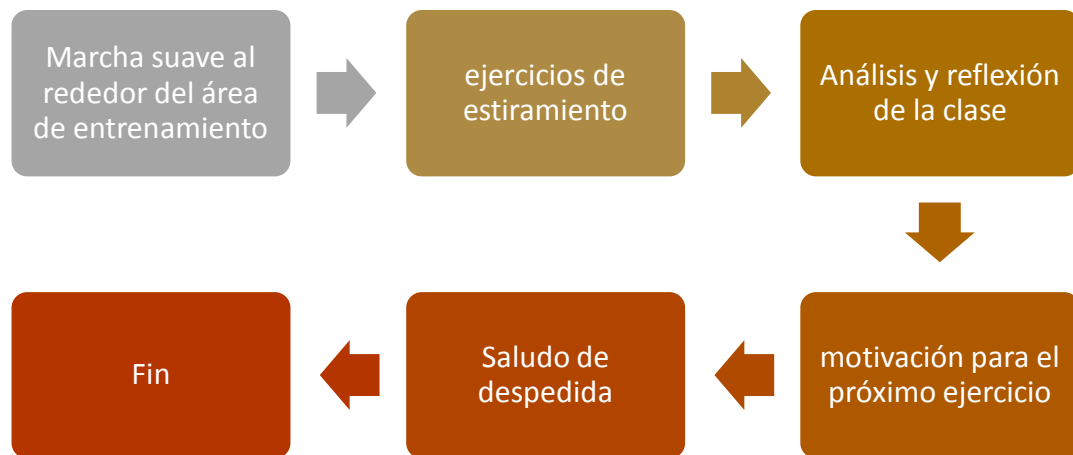 Marcha suave al
rededor del área
de entrenamiento
ejercicios de
estiramiento
Análisis y reflexión
de la clase
motivación para el
próximo ejercicio
Saludo de
despedida
Fin